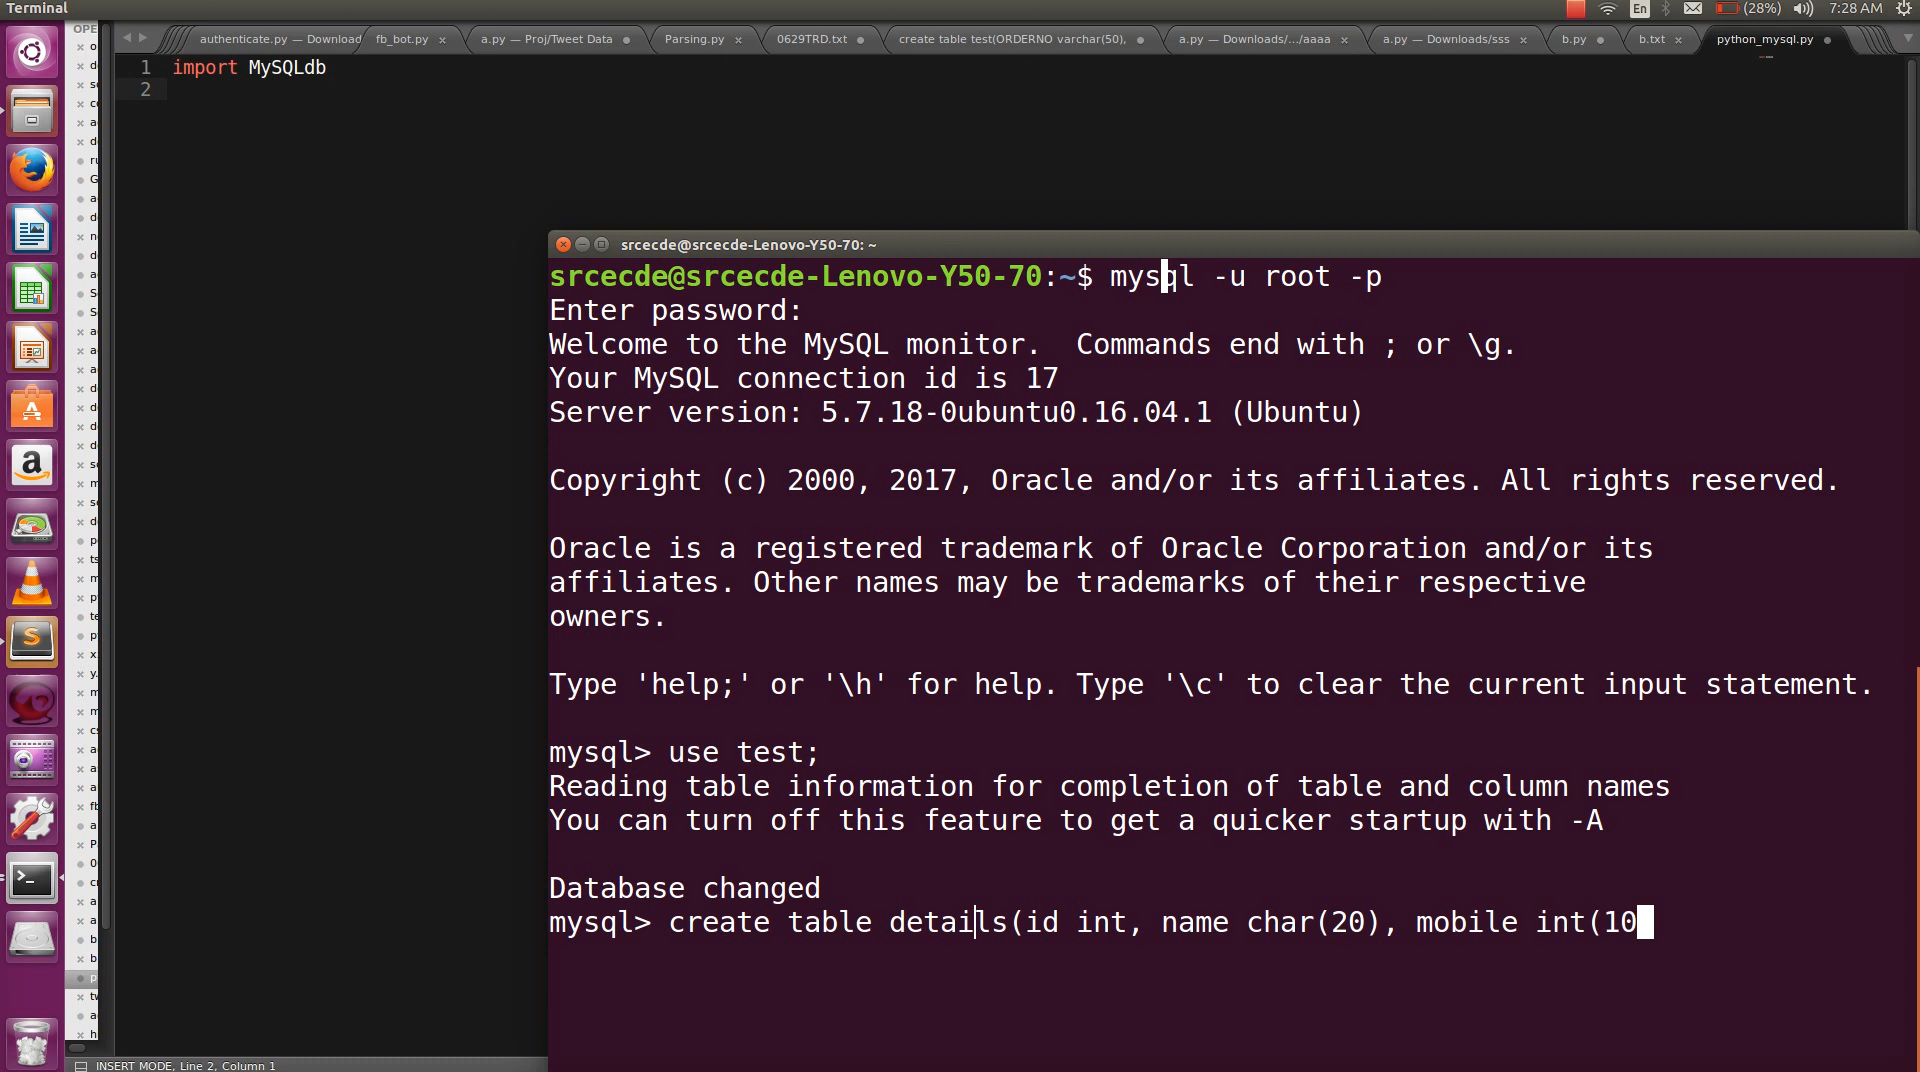 Terminal
En
(28%)
7:28 AM
OPE
authenticate.py — Download
fb_bot.py
a.py — Proj/Tweet Data
Parsing.py
0629TRD.txt
create table test(ORDERNO varchar(50),
a.py — Downloads/.../aaaa
a.py — Downloads/sss
b.py
b.txt
python_mysql.py
1 import MySQLdb
2
srcecde@srcecde-Lenovo-Y50-70: ~
srcecde@srcecde-Lenovo-Y50-70:~$ mysql -u root -p
Enter password:
Welcome to the MySQL monitor.  Commands end with ; or \g.
Your MySQL connection id is 17
Server version: 5.7.18-0ubuntu0.16.04.1 (Ubuntu)
Copyright (c) 2000, 2017, Oracle and/or its affiliates. All rights reserved.
Oracle is a registered trademark of Oracle Corporation and/or its
affiliates. Other names may be trademarks of their respective
owners.
Type 'help;' or '\h' for help. Type '\c' to clear the current input statement.
mysql> use test;
Reading table information for completion of table and column names
You can turn off this feature to get a quicker startup with -A
Database changed
mysql> create table details(id int, name char(20), mobile int(10
INSERT MODE, Line 2, Column 1